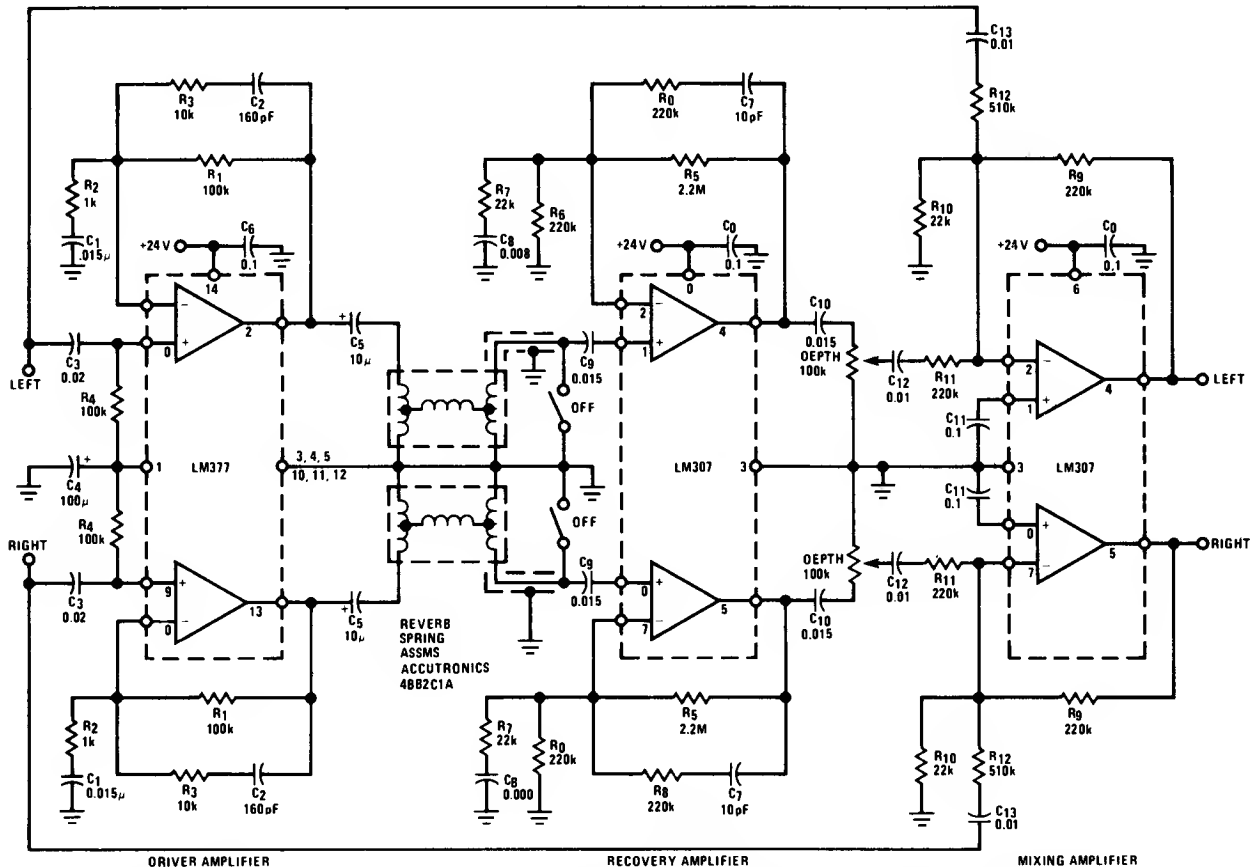 C13
0.01
R12
510k
R3
10k
C2
160pF
R1
100k
R2
1k
C1
.015μ
+24V
C6
0.1
14
2
0
C3
0.02
LEFT
R4
100k
C4
100μ
1
LM377
3, 4, 5
10, 11, 12
R4
100k
RIGHT
C3
0.02
9
0
13
C5
10μ
C5
10μ
R2
1k
C1
0.015μ
R1
100k
R3
10k
C2
160pF
REVERB
SPRING
ASSMS
ACCUTRONICS
4BB2C1A
R0
220k
C7
10pF
R5
2.2M
R7
22k
R6
220k
C8
0.008
+24V
C0
0.1
0
2
1
4
C9
0.015
OFF
OFF
LM307
3
C9
0.015
0
7
5
C10
0.015
OEPTH
100k
OEPTH
100k
C10
0.015
R7
22k
R0
220k
C8
0.000
R5
2.2M
R8
220k
C7
10pF
R9
220k
R10
22k
+24V
C0
0.1
6
C12
0.01
R11
220k
2
1
4
LEFT
C11
0.1
3
LM307
C11
0.1
0
7
5
RIGHT
C12
0.01
R11
220k
R9
220k
R10
22k
R12
510k
C13
0.01
ORIVER AMPLIFIER
RECOVERY AMPLIFIER
MIXING AMPLIFIER